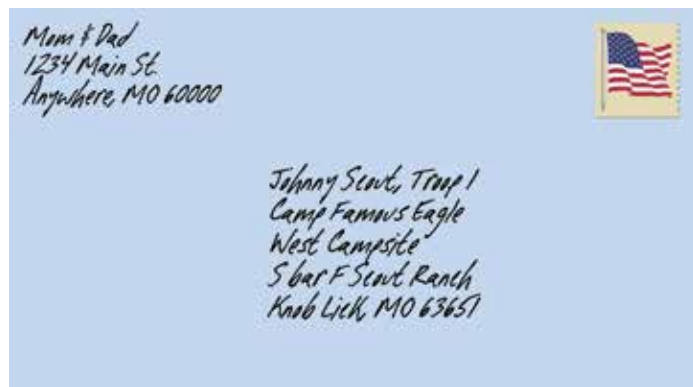 Mom & Dad
1234 Main St.
Anywhere, MO 60000
Johnny Scout, Troop 1
Camp Famous Eagle
West Campsite
S bar F Scout Ranch
Knob Lick, MO 63651